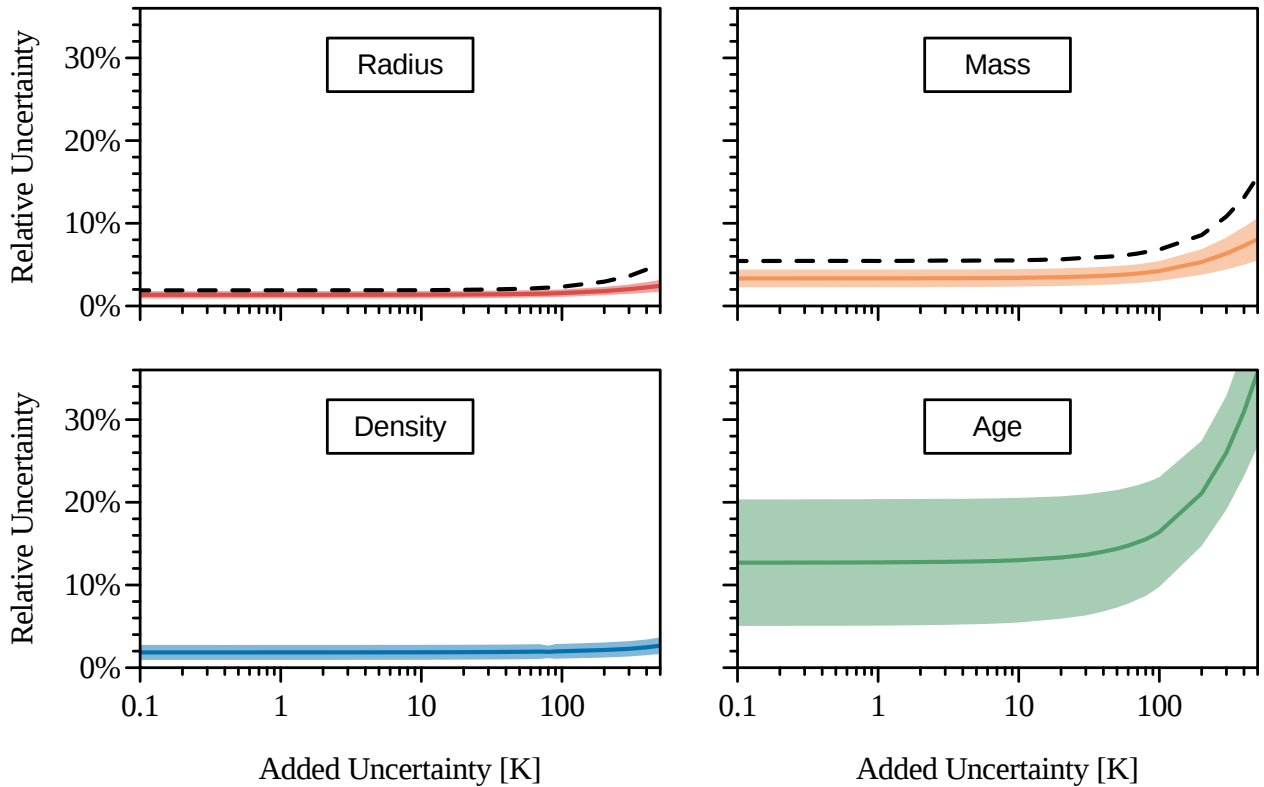 Radius
Mass
Relative Uncertainty
30%
20%
10%
0%
Density
Age
Relative Uncertainty
30%
20%
10%
0%
0.1 1 10 100
0.1 1 10 100
Added Uncertainty [K]
Added Uncertainty [K]